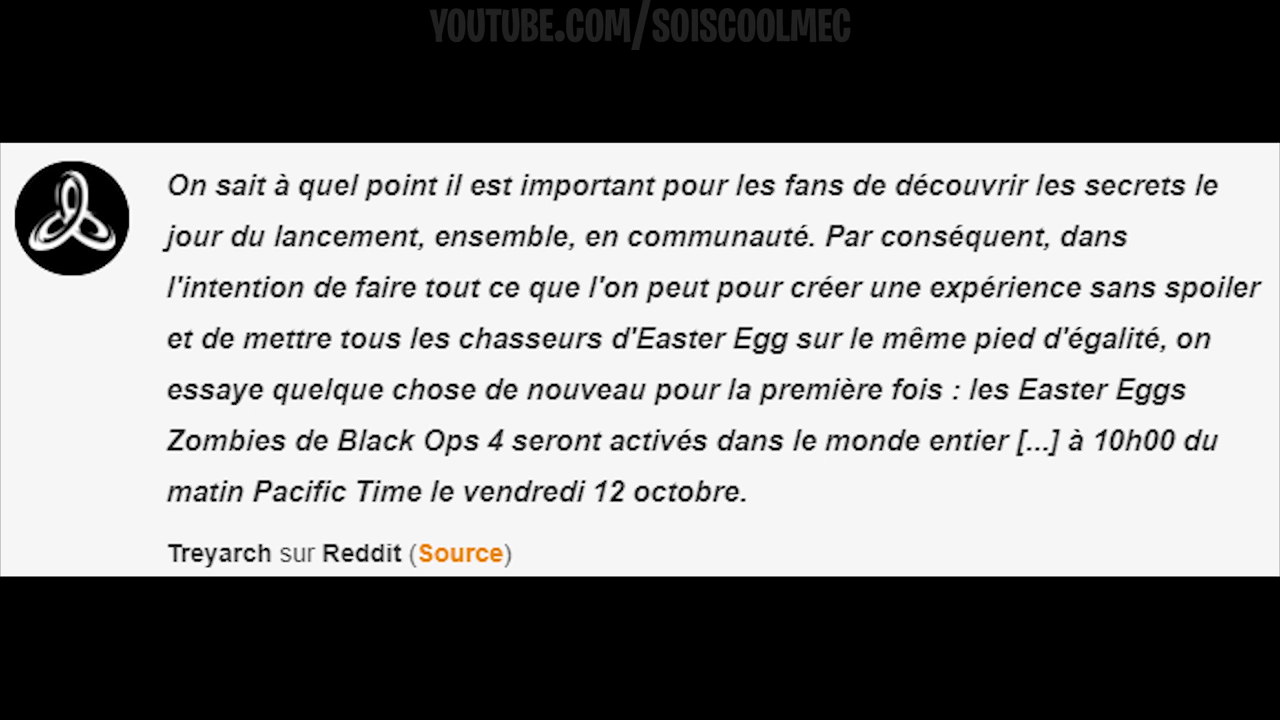 YOUTUBE.COM/SOISCOOLMEC
On sait à quel point il est important pour les fans de découvrir les secrets le
jour du lancement, ensemble, en communauté. Par conséquent, dans
l'intention de faire tout ce que l'on peut pour créer une expérience sans spoiler
et de mettre tous les chasseurs d'Easter Egg sur le même pied d'égalité, on
essaye quelque chose de nouveau pour la première fois : les Easter Eggs
Zombies de Black Ops 4 seront activés dans le monde entier [...] à 10h00 du
matin Pacific Time le vendredi 12 octobre.
Treyarch sur Reddit (Source)